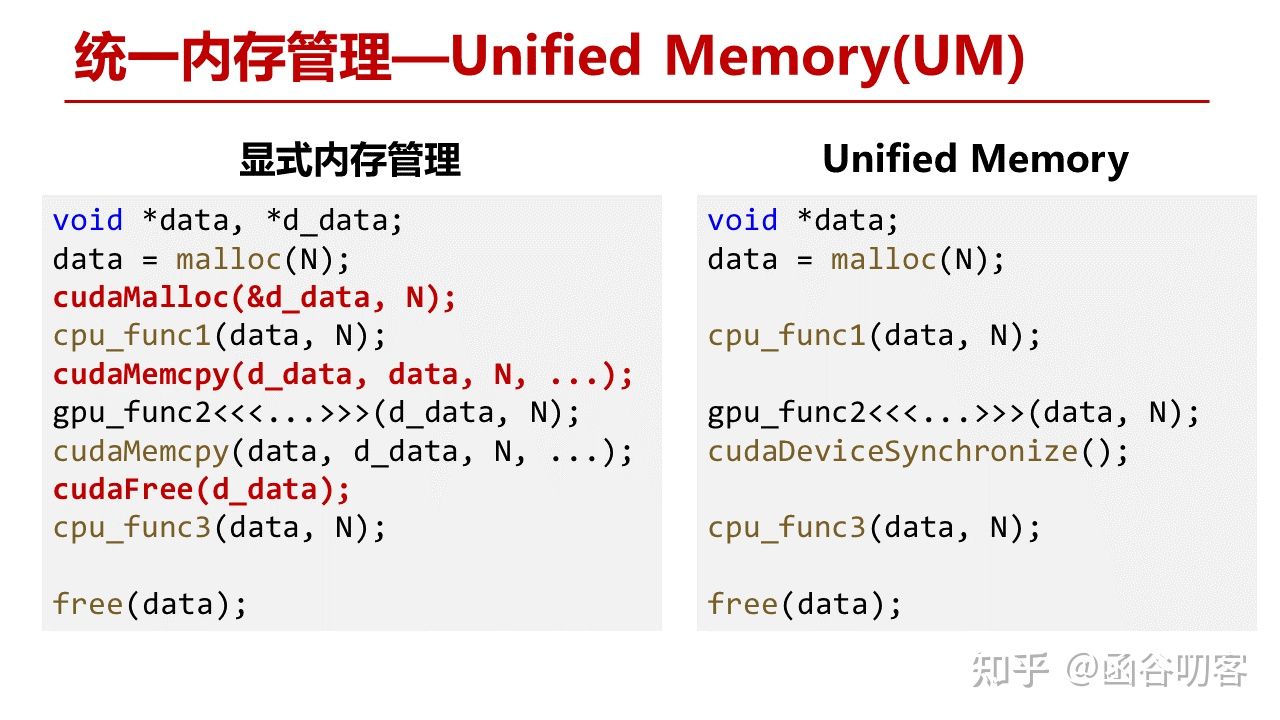 统一内存管理—Unified Memory(UM)
显式内存管理
void *data, *d_data;
data = malloc(N);
cudaMalloc(&d_data, N);
cpu_func1(data, N);
cudaMemcpy(d_data, data, N, ...);
gpu_func2<<<...>>>(d_data, N);
cudaMemcpy(data, d_data, N, ...);
cudaFree(d_data);
cpu_func3(data, N);
free(data);
Unified Memory
void *data;
data = malloc(N);
cpu_func1(data, N);
gpu_func2<<<...>>>(data, N);
cudaDeviceSynchronize();
cpu_func3(data, N);
free(data);
知乎 @函谷叨客